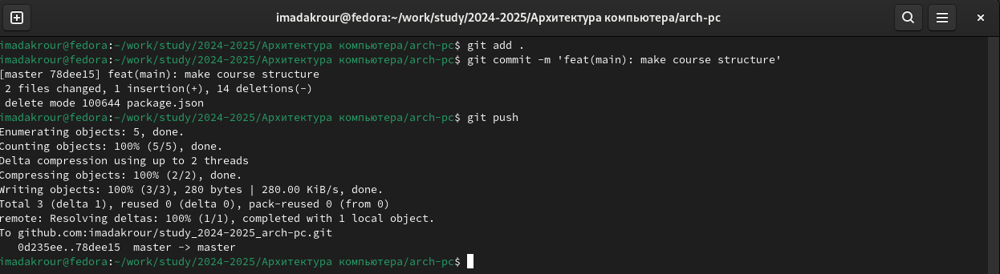 imadakrour@fedora:~/work/study/2024-2025/Архитектура компьютера/arch-pc
imadakrour@fedora:~/work/study/2024-2025/Архитектура компьютера/arch-pc$ git add .
imadakrour@fedora:~/work/study/2024-2025/Архитектура компьютера/arch-pc$ git commit -m 'feat(main): make course structure'
[master 78dee15] feat(main): make course structure
 2 files changed, 1 insertion(+), 14 deletions(-)
 delete mode 100644 package.json
imadakrour@fedora:~/work/study/2024-2025/Архитектура компьютера/arch-pc$ git push
Enumerating objects: 5, done.
Counting objects: 100% (5/5), done.
Delta compression using up to 2 threads
Compressing objects: 100% (2/2), done.
Writing objects: 100% (3/3), 280 bytes | 280.00 KiB/s, done.
Total 3 (delta 1), reused 0 (delta 0), pack-reused 0 (from 0)
remote: Resolving deltas: 100% (1/1), completed with 1 local object.
To github.com:imadakrour/study_2024-2025_arch-pc.git
   0d235ee..78dee15  master -> master
imadakrour@fedora:~/work/study/2024-2025/Архитектура компьютера/arch-pc$